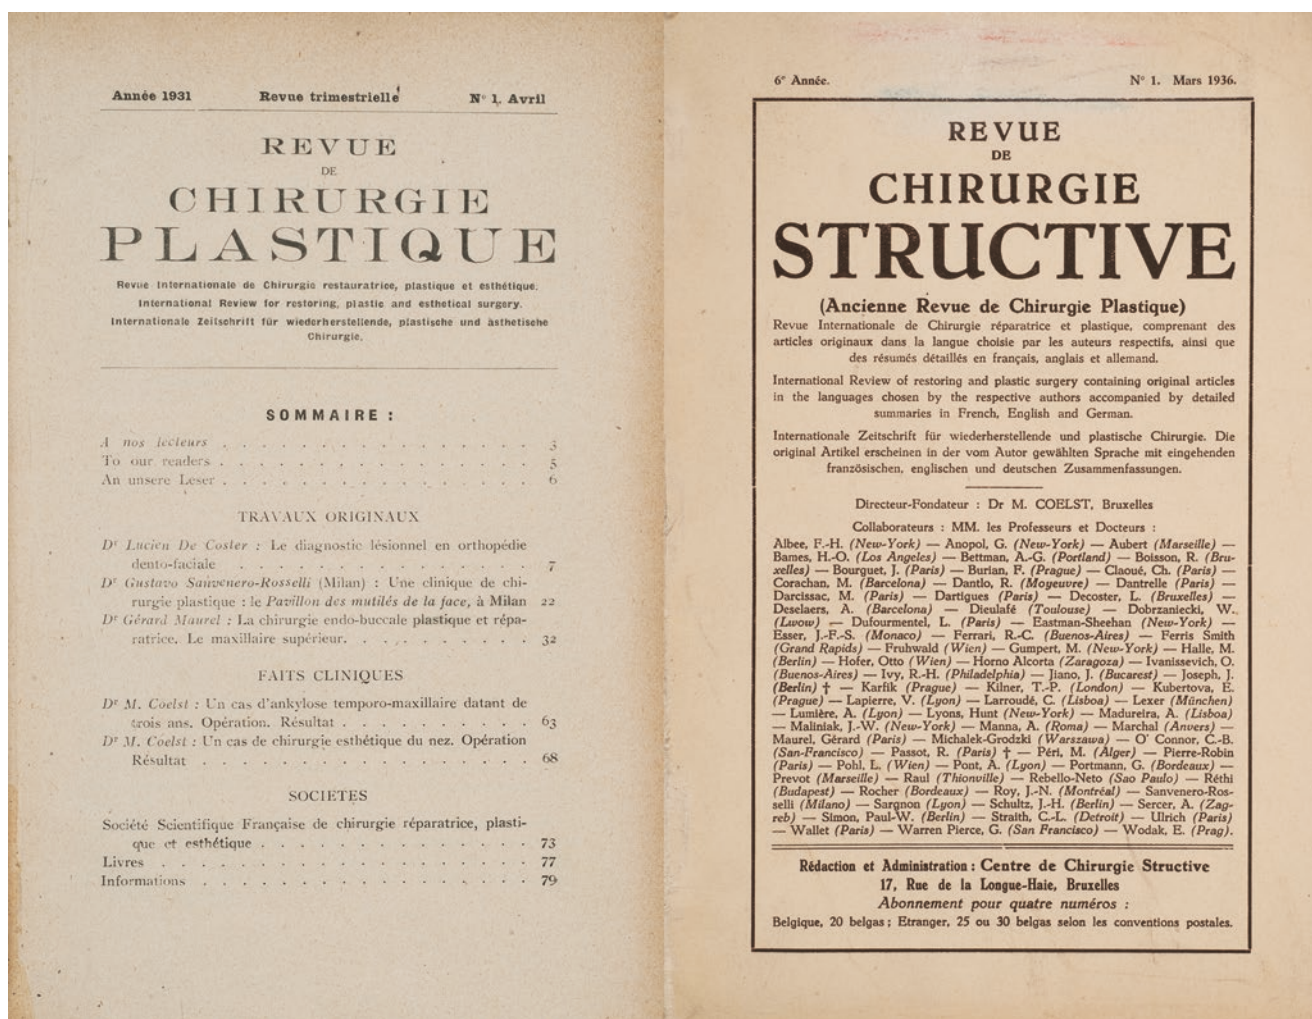 Année 1931 Revue trimestrielle N° 1. Avril
REVUE
DE
CHIRURGIE
PLASTIQUE
Revue Internationale de Chirurgie restauratrice, plastique et esthétique.
International Review for restoring, plastic and esthetical surgery.
Internationale Zeitschrift für wiederherstellende, plastische und ästhetische
Chirurgie.
SOMMAIRE :
A nos lecteurs . . . . . . . . . . . . . . . . . 3
To our readers . . . . . . . . . . . . . . . . . 5
An unsere Leser . . . . . . . . . . . . . . . . . 6
TRAVAUX ORIGINAUX
Dr Lucien De Coster : Le diagnostic lésionnel en orthopédie
dento-faciale . . . . . . . . . . . . . . . . 7
Dr Gustavo Sanvenero-Rosselli (Milan) : Une clinique de chi-
rurgie plastique : le Pavillon des mutilés de la face, à Milan 22
Dr Gérard Maurel : La chirurgie endo-buccale plastique et répa-
ratrice. Le maxillaire supérieur. . . . . . . . . . 32
FAITS CLINIQUES
Dr M. Coelst : Un cas d'ankylose temporo-maxillaire datant de
trois ans. Opération. Résultat . . . . . . . . . . 63
Dr M. Coelst : Un cas de chirurgie esthétique du nez. Opération
Résultat . . . . . . . . . . . . . . . . . . 68
SOCIETES
Société Scientifique Française de chirurgie réparatrice, plasti-
que et esthétique . . . . . . . . . . . . . . . 73
Livres . . . . . . . . . . . . . . . . . . . . 77
Informations . . . . . . . . . . . . . . . . . . 79
6e Année. N° 1. Mars 1936.
REVUE
DE
CHIRURGIE
STRUCTIVE
(Ancienne Revue de Chirurgie Plastique)
Revue Internationale de Chirurgie réparatrice et plastique, comprenant des
articles originaux dans la langue choisie par les auteurs respectifs, ainsi que
des résumés détaillés en français, anglais et allemand.
International Review of restoring and plastic surgery containing original articles
in the languages chosen by the respective authors accompanied by detailed
summaries in French, English and German.
Internationale Zeitschrift für wiederherstellende und plastische Chirurgie. Die
original Artikel erscheinen in der vom Autor gewählten Sprache mit eingehenden
französischen, englischen und deutschen Zusammenfassungen.
Directeur-Fondateur : Dr M. COELST, Bruxelles
Collaborateurs : MM. les Professeurs et Docteurs :
Albee, F.-H. (New-York) — Anopol, G. (New-York) — Aubert (Marseille) —
Bames, H.-O. (Los Angeles) — Bettman, A.-G. (Portland) — Boisson, R. (Bru-
xelles) — Bourguet, J. (Paris) — Burian, F. (Prague) — Claoué, Ch. (Paris) —
Corachan, M. (Barcelona) — Dantlo, R. (Moyeuvre) — Dantrelle (Paris) —
Darcissac, M. (Paris) — Dartigues (Paris) — Decoster, L. (Bruxelles) —
Deselaers, A. (Barcelona) — Dieulafé (Toulouse) — Dobrzaniecki, W.
(Lwow) — Dufourmentel, L. (Paris) — Eastman-Sheehan (New-York) —
Esser, J.-F.-S. (Monaco) — Ferrari, R.-C. (Buenos-Aires) — Ferris Smith
(Grand Rapids) — Fruhwald (Wien) — Gumpert, M. (New-York) — Halle, M.
(Berlin) — Hofer, Otto (Wien) — Horno Alcorta (Zaragoza) — Ivanissevich, O.
(Buenos-Aires) — Ivy, R.-H. (Philadelphia) — Jiano, J. (Bucarest) — Joseph, J.
(Berlin) † — Karfik (Prague) — Kilner, T.-P. (London) — Kubertova, E.
(Prague) — Lapierre, V. (Lyon) — Larroudé, C. (Lisboa) — Lexer (München)
— Lumière, A. (Lyon) — Lyons, Hunt (New-York) — Madureira, A. (Lisboa)
— Maliniak, J.-W. (New-York) — Manna, A. (Roma) — Marchal (Anvers) —
Maurel, Gérard (Paris) — Michalek-Grodzki (Warszawa) — O' Connor, C.-B.
(San-Francisco) — Passot, R. (Paris) † — Péri, M. (Alger) — Pierre-Robin
(Paris) — Pohl, L. (Wien) — Pont, A. (Lyon) — Portmann, G. (Bordeaux) —
Prevot (Marseille) — Raul (Thionville) — Rebello-Neto (Sao Paulo) — Réthi
(Budapest) — Rocher (Bordeaux) — Roy, J.-N. (Montréal) — Sanvenero-Ros-
selli (Milano) — Sargnon (Lyon) — Schultz, J.-H. (Berlin) — Sercer, A. (Zag-
reb) — Simon, Paul-W. (Berlin) — Straith, C.-L. (Detroit) — Ulrich (Paris)
— Wallet (Paris) — Warren Pierce, G. (San Francisco) — Wodak, E. (Prag).
Rédaction et Administration : Centre de Chirurgie Structive
17, Rue de la Longue-Haie, Bruxelles
Abonnement pour quatre numéros :
Belgique, 20 belgas ; Etranger, 25 ou 30 belgas selon les conventions postales.